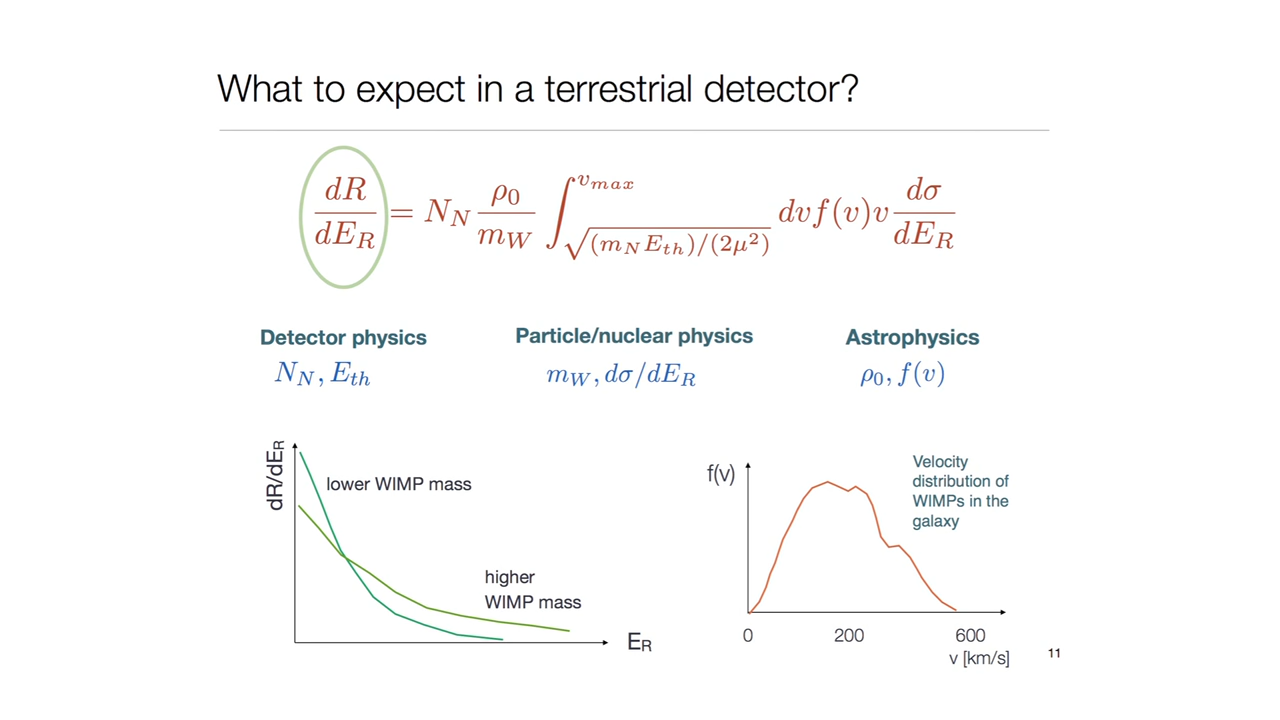 What to expect in a terrestrial detector?
dR/dE_R = N_N ρ_0/m_W ∫_{√((m_N E_th)/(2μ²))}^{v_max} dv f(v) v dσ/dE_R
Detector physics
N_N, E_th
Particle/nuclear physics
m_W, dσ/dE_R
Astrophysics
ρ_0, f(v)
dR/dE_R
lower WIMP mass
higher
WIMP mass
E_R
f(v)
Velocity
distribution of
WIMPs in the
galaxy
0 200 600
v [km/s]
11